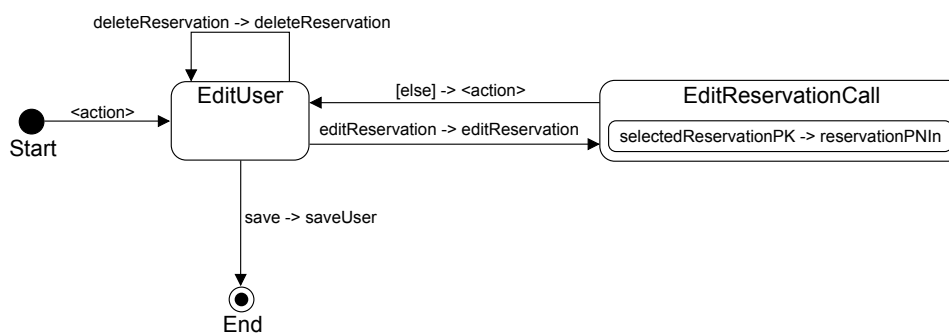 deleteReservation -> deleteReservation
EditUser
[else] -> <action>
EditReservationCall
<action>
Start
editReservation -> editReservation
selectedReservationPK -> reservationPNIn
save -> saveUser
End